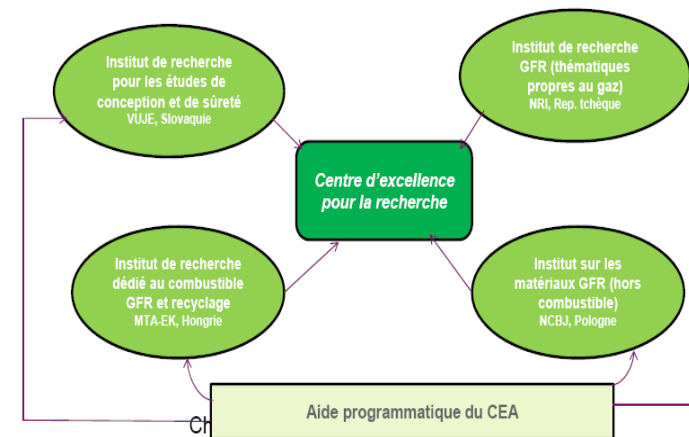 Institut de recherche
pour les études de
conception et de sûreté
VUJE, Slovaquie
Institut de recherche
GFR (thématiques
propres au gaz)
NRI, Rep. tchèque
Centre d'excellence
pour la recherche
Institut de recherche
dédié au combustible
GFR et recyclage
MTA-EK, Hongrie
Institut sur les
matériaux GFR (hors
combustible)
NCBJ, Pologne
Aide programmatique du CEA